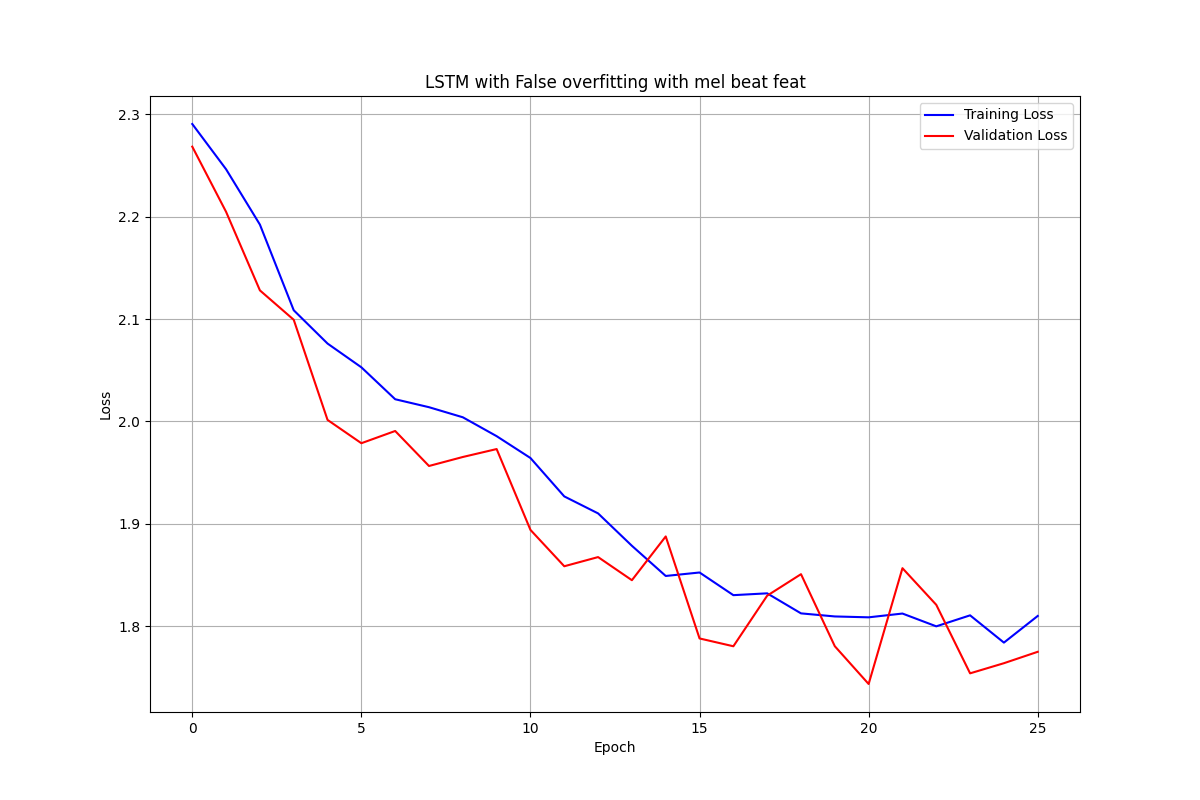 LSTM with False overfitting with mel beat feat
Training Loss
Validation Loss
Loss
2.3
2.2
2.1
2.0
1.9
1.8
0 5 10 15 20 25
Epoch